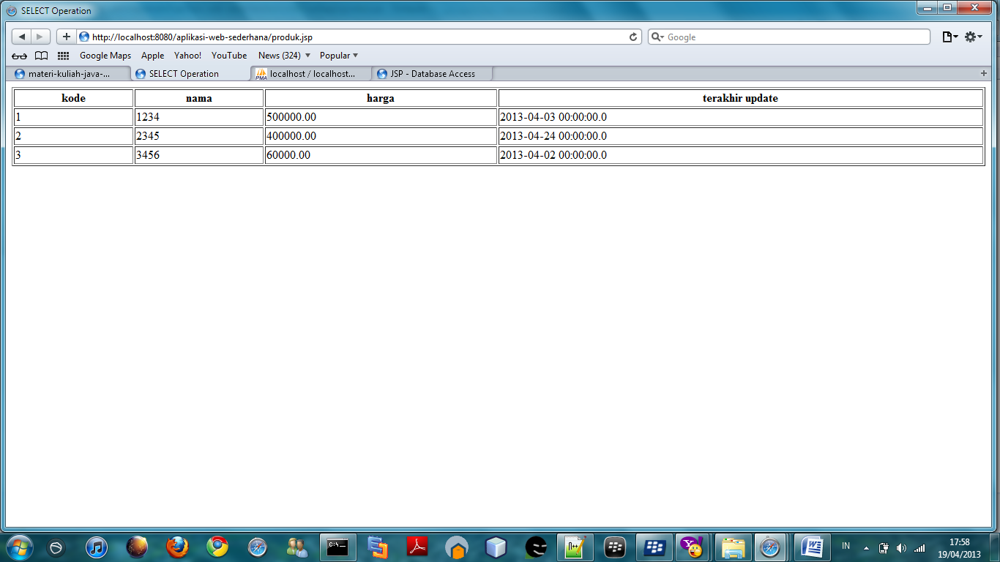 SELECT Operation
http://localhost:8080/aplikasi-web-sederhana/produk.jsp
Google
Google Maps Apple Yahoo! YouTube News (324) Popular
materi-kuliah-java-... SELECT Operation PMA localhost / localhost... JSP - Database Access
kode nama harga terakhir update
1 1234 500000.00 2013-04-03 00:00:00.0
2 2345 400000.00 2013-04-24 00:00:00.0
3 3456 60000.00 2013-04-02 00:00:00.0
IN 17:58
19/04/2013